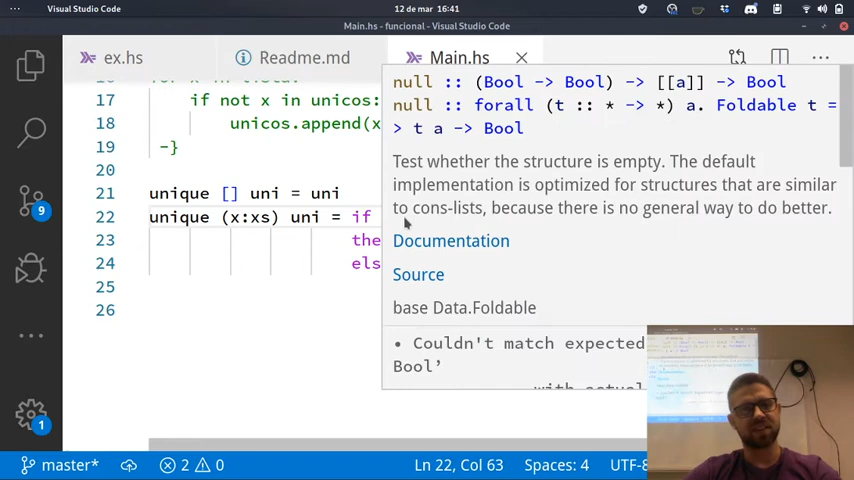 Visual Studio Code
mar 12 16:41
Main.hs - funcional - Visual Studio Code
ex.hs
Readme.md
Main.hs
17 if not x in unicos:
18 unicos.append(x
19 -}
20
21 unique [] uni = uni
22 unique (x:xs) uni = if
23 the
24 els
25
26
null :: (Bool -> Bool) -> [[a]] -> Bool
null :: forall (t :: * -> *) a. Foldable t =
> t a -> Bool
Test whether the structure is empty. The default
implementation is optimized for structures that are similar
to cons-lists, because there is no general way to do better.
Documentation
Source
base Data.Foldable
• Couldn't match expected
Bool’
9
1
master*
2 0
Ln 22, Col 63
Spaces: 4
UTF-